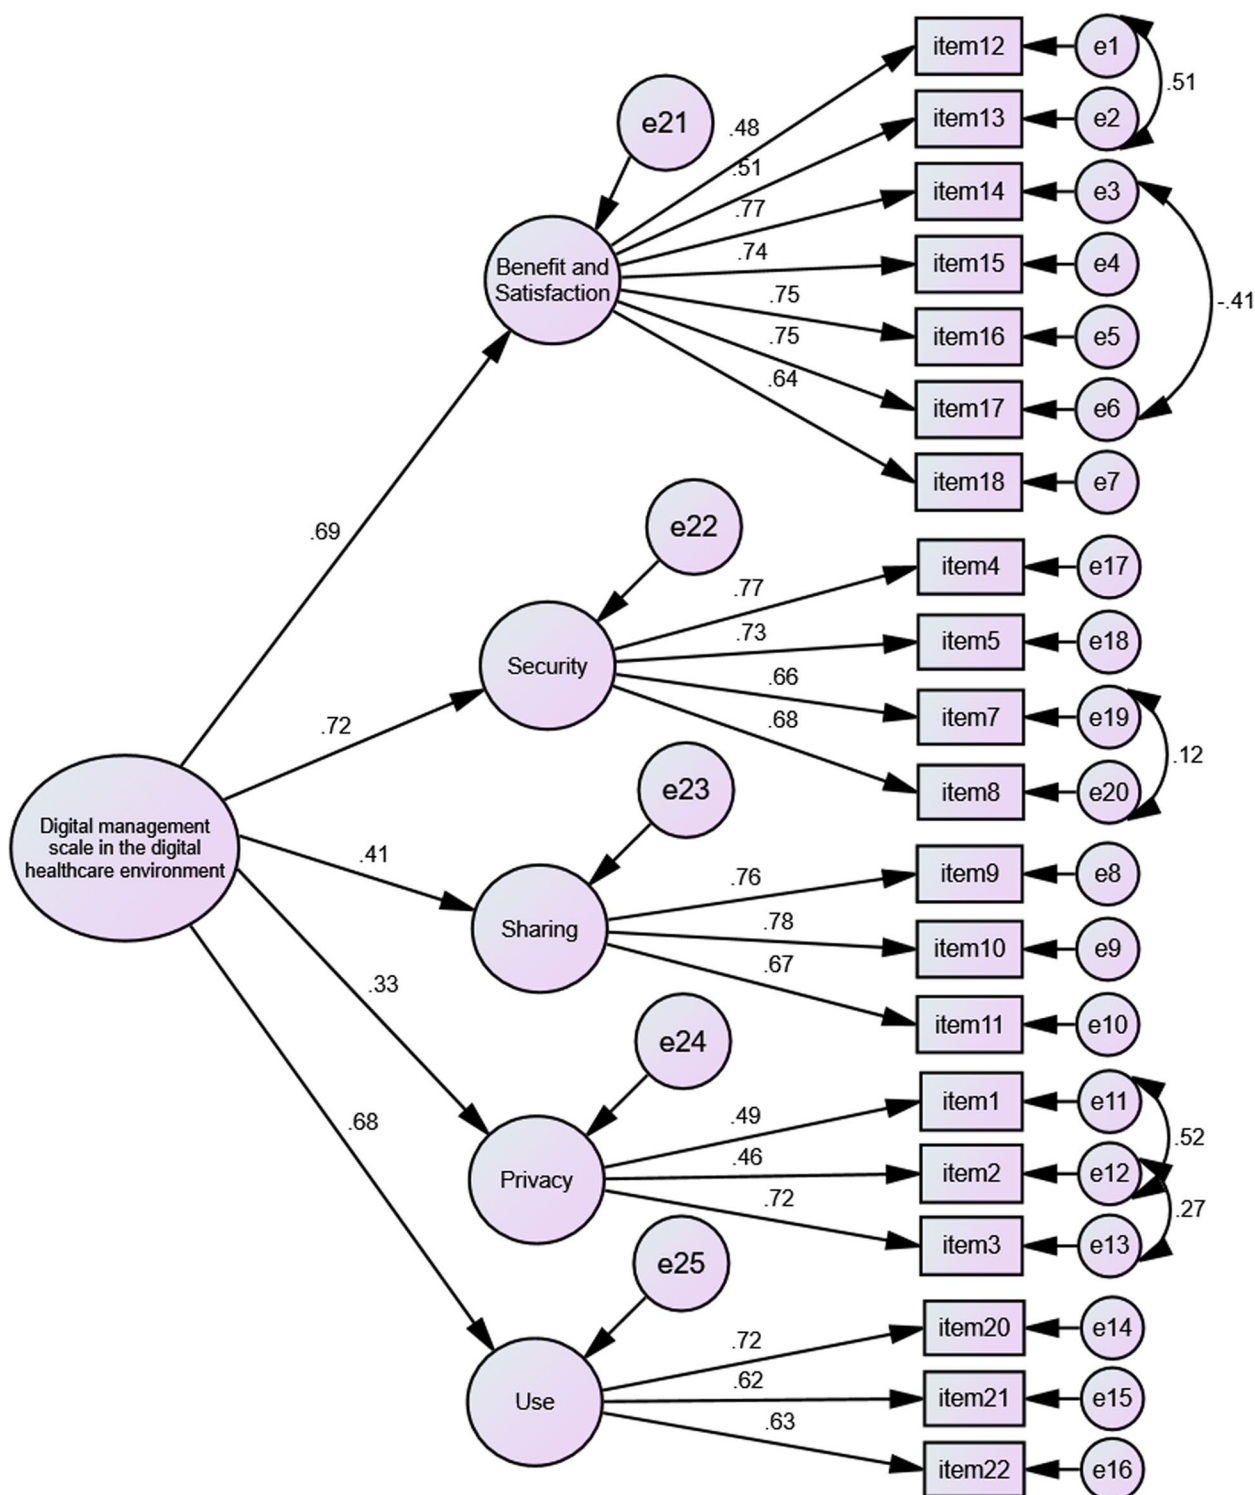 item12
e1
.51
item13
e2
e21
.48
.51
item14
e3
.77
.74
item15
e4
Benefit and
Satisfaction
.75
item16
e5
-.41
.75
.64
item17
e6
item18
e7
.69
e22
item4
e17
.77
.73
item5
e18
Security
.66
.68
item7
e19
.12
item8
e20
.72
e23
Digital management
scale in the digital
healthcare environment
.41
.76
item9
e8
Sharing
.78
item10
e9
.67
item11
e10
.33
e24
item1
e11
.49
.52
.46
item2
e12
Privacy
.72
.27
item3
e13
.68
e25
item20
e14
.72
.62
item21
e15
Use
.63
item22
e16